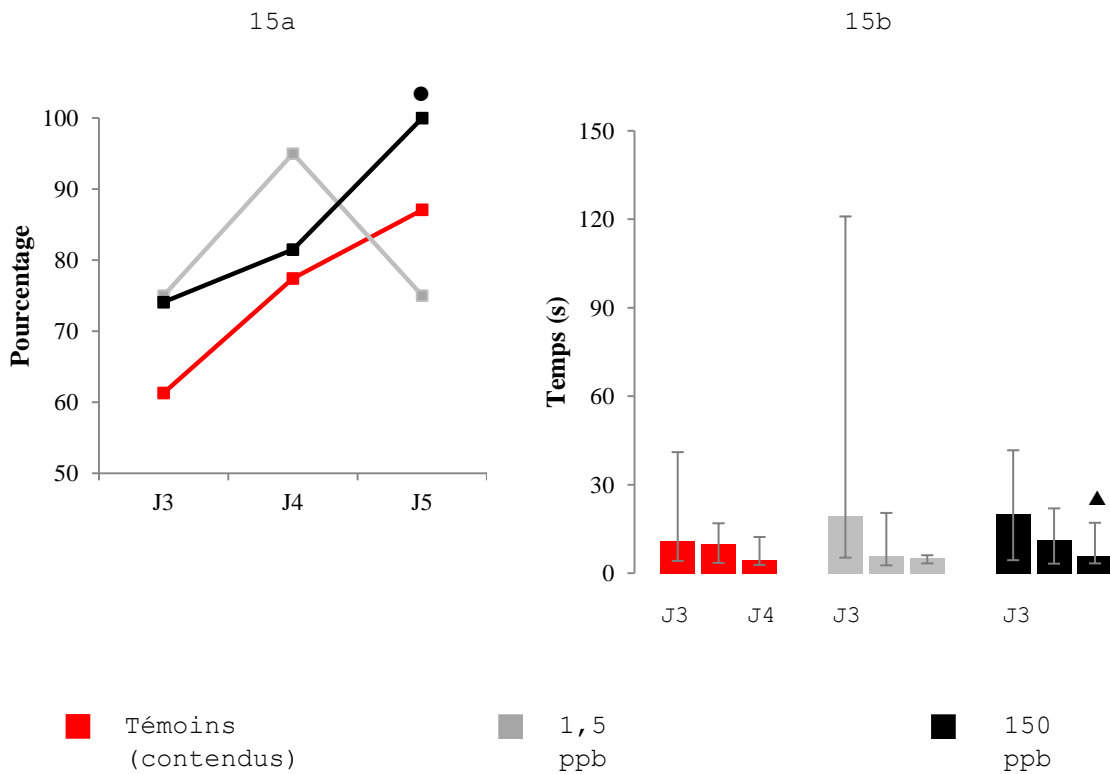 15a
15b
Pourcentage
100
90
80
70
60
50
J3 J4 J5
Temps (s)
150
120
90
60
30
0
J3 J4 J3 J3
Témoins
(contendus)
1,5
ppb
150
ppb